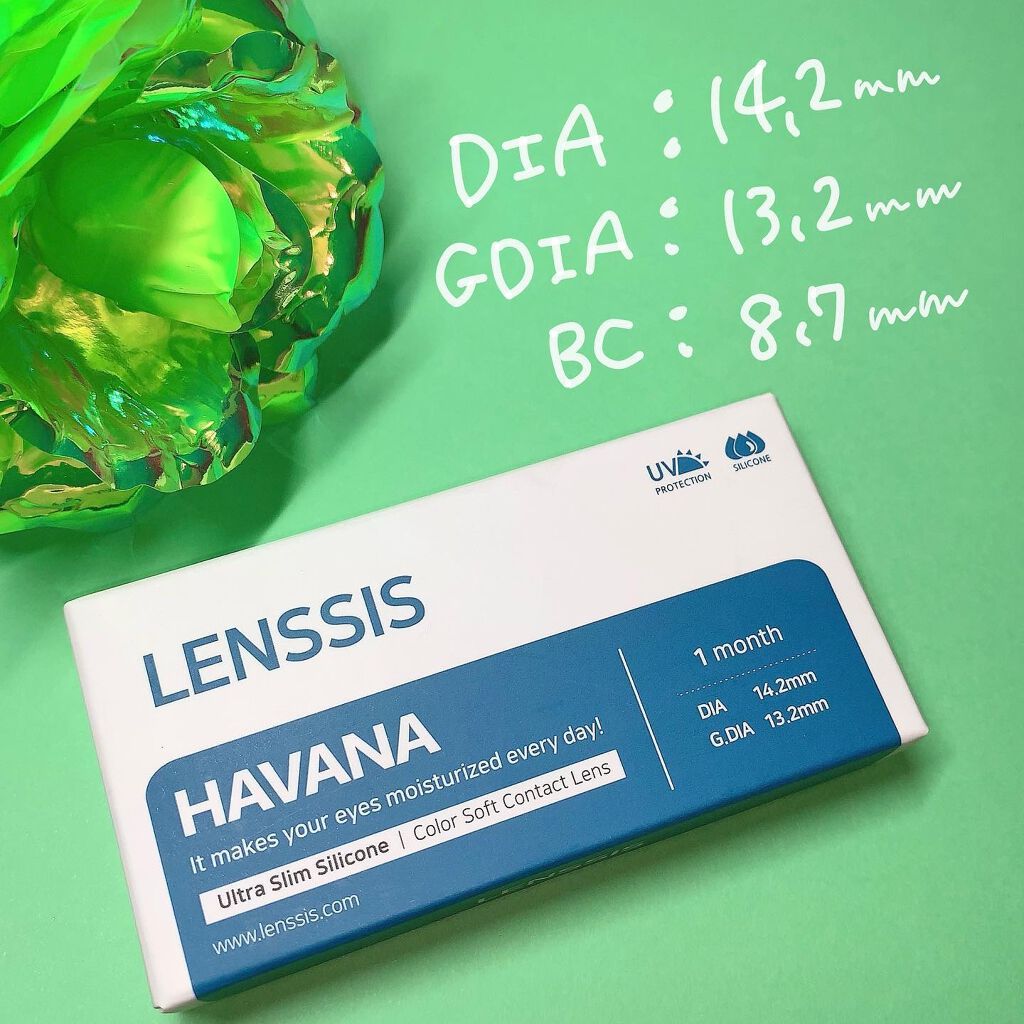 DIA : 14,2mm
GDIA : 13,2mm
BC : 8,7mm
UV
PROTECTION
SILICONE
LENSSIS
HAVANA
It makes your eyes moisturized every day!
Ultra Slim Silicone | Color Soft Contact Lens
www.lenssis.com
1 month
DIA 14.2mm
G.DIA 13.2mm
LENSSIS